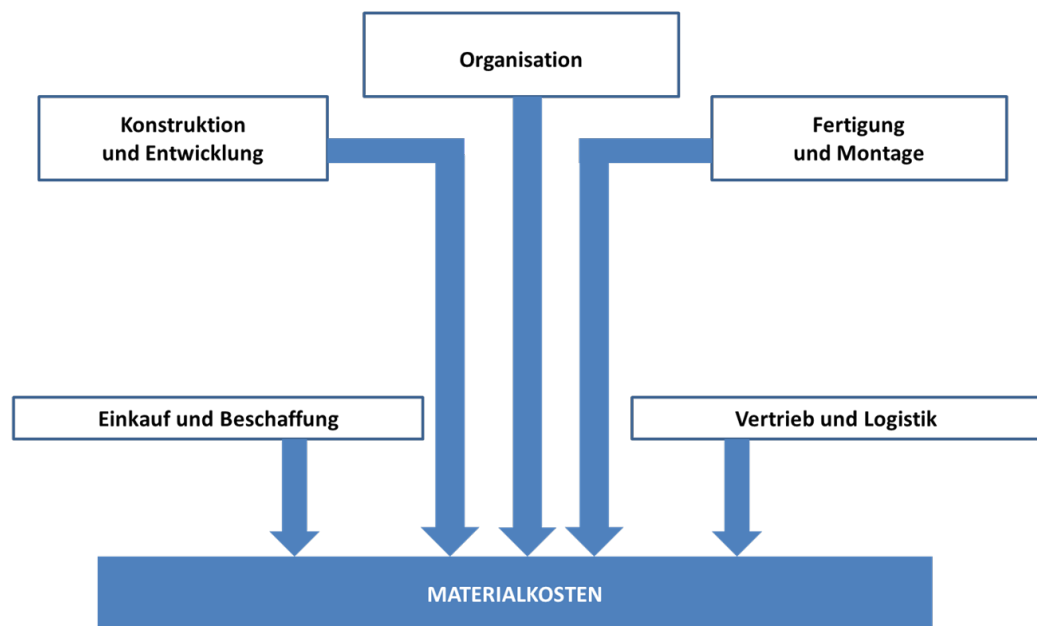 Organisation
Konstruktion
und Entwicklung
Fertigung
und Montage
Einkauf und Beschaffung
Vertrieb und Logistik
MATERIALKOSTEN